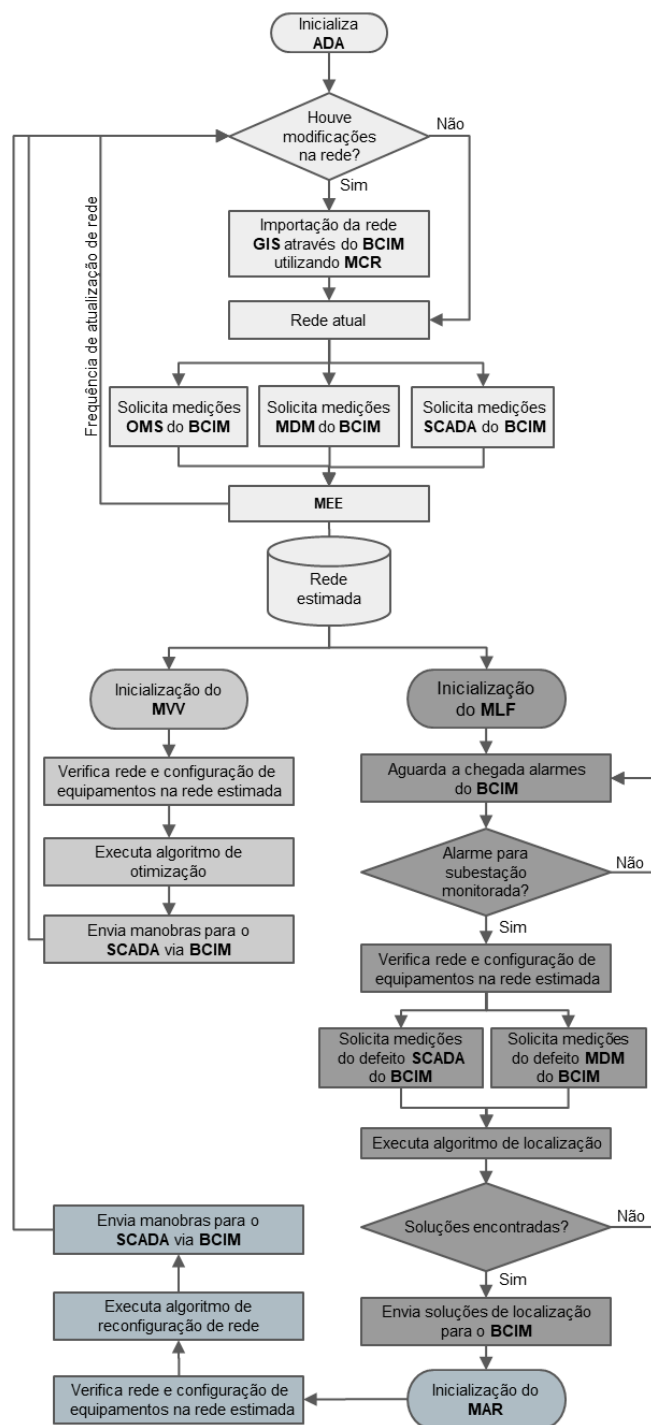 Inicializa
ADA
Houve
modificações
na rede?
Não
Sim
Importação da rede
GIS através do BCIM
utilizando MCR
Frequência de atualização de rede
Rede atual
Solicita medições
OMS do BCIM
Solicita medições
MDM do BCIM
Solicita medições
SCADA do BCIM
MEE
Rede
estimada
Inicialização do
MVV
Verifica rede e configuração de
equipamentos na rede estimada
Executa algoritmo de
otimização
Envia manobras para o
SCADA via BCIM
Inicialização
do MLF
Aguarda a chegada alarmes
do BCIM
Alarme para
subestação
monitorada?
Não
Sim
Verifica rede e configuração de
equipamentos na rede estimada
Solicita medições
do defeito SCADA
do BCIM
Solicita medições
do defeito MDM
do BCIM
Executa algoritmo de localização
Soluções encontradas?
Não
Sim
Envia soluções de localização
para o BCIM
Inicialização do
MAR
Verifica rede e configuração de
equipamentos na rede estimada
Executa algoritmo de
reconfiguração de rede
Envia manobras para o
SCADA via BCIM